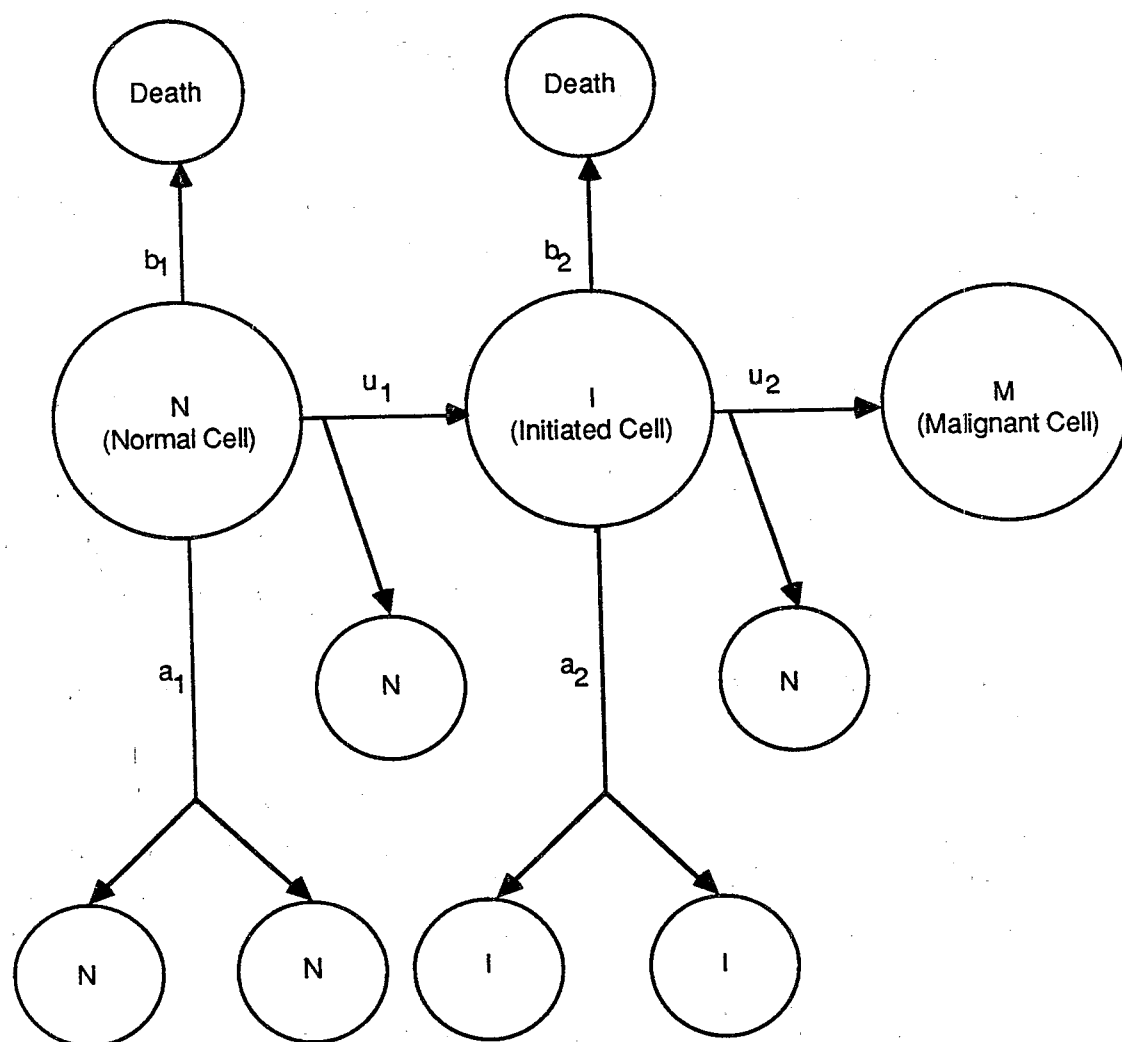 Death
Death
b1
b2
u1
u2
N
(Normal Cell)
I
(Initiated Cell)
M
(Malignant Cell)
a1
N
a2
N
N
N
I
I